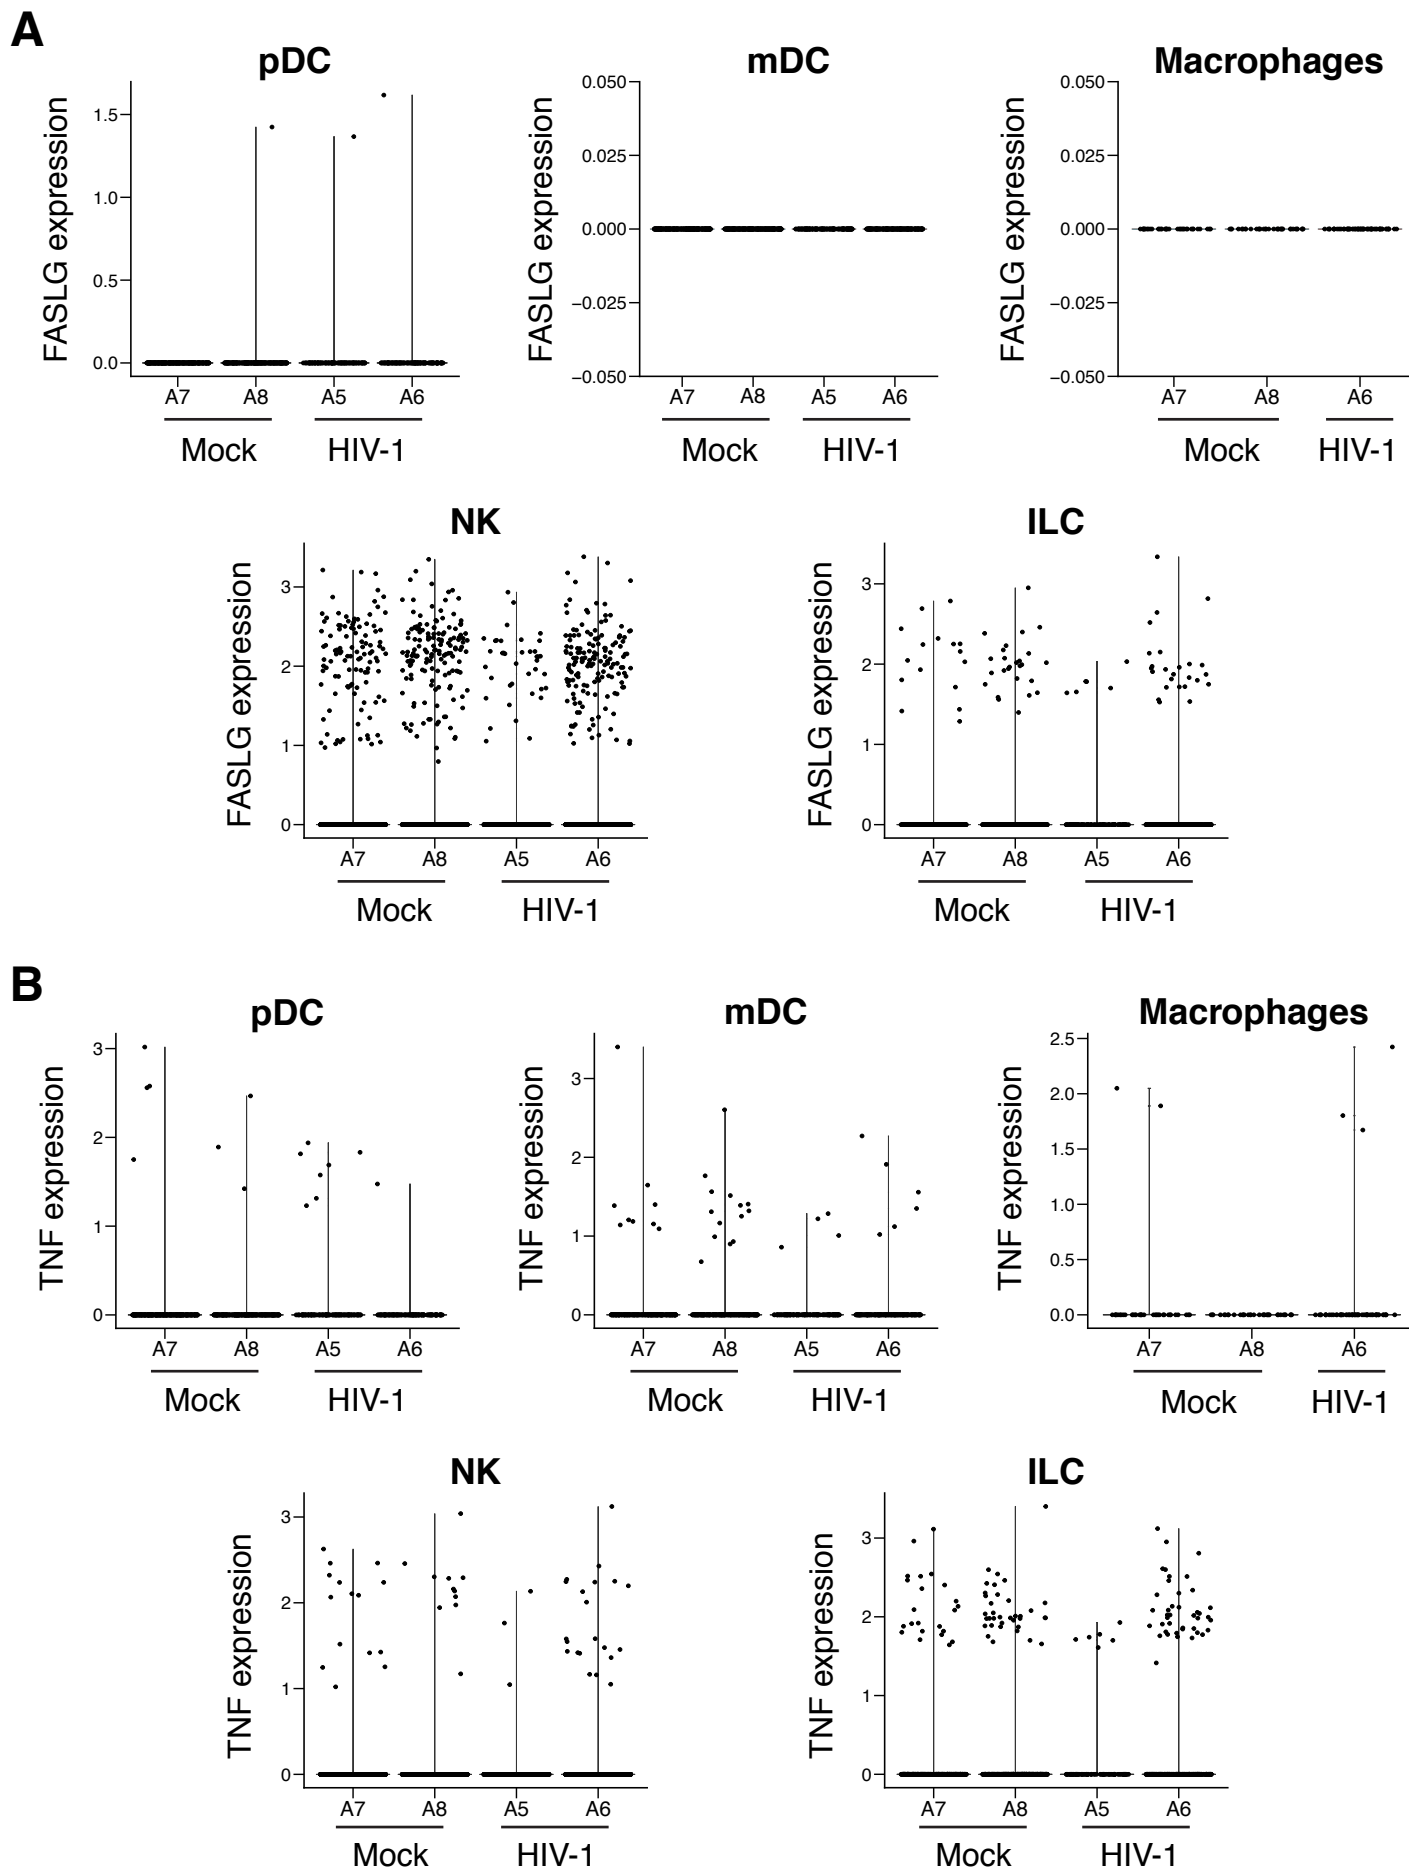 A
pDC
mDC
Macrophages
FASLG expression
1.5
1.0
0.5
0.0
A7 A8 A5 A6
Mock HIV-1
FASLG expression
0.050
0.025
0.000
−0.025
−0.050
A7 A8 A5 A6
Mock HIV-1
FASLG expression
0.050
0.025
0.000
−0.025
−0.050
A7 A8 A6
Mock HIV-1
NK
FASLG expression
3
2
1
0
A7 A8 A5 A6
Mock HIV-1
ILC
FASLG expression
3
2
1
0
A7 A8 A5 A6
Mock HIV-1
B
pDC
TNF expression
3
2
1
0
A7 A8 A5 A6
Mock HIV-1
mDC
TNF expression
3
2
1
0
A7 A8 A5 A6
Mock HIV-1
Macrophages
TNF expression
2.5
2.0
1.5
1.0
0.5
0.0
A7 A8 A6
Mock HIV-1
NK
TNF expression
3
2
1
0
A7 A8 A5 A6
Mock HIV-1
ILC
TNF expression
3
2
1
0
A7 A8 A5 A6
Mock HIV-1